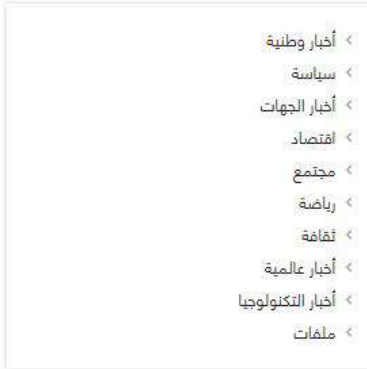 أخبار وطنية
سياسة
أخبار الجهات
اقتصاد
مجتمع
رياضة
ثقافة
أخبار عالمية
أخبار التكنولوجيا
ملفات